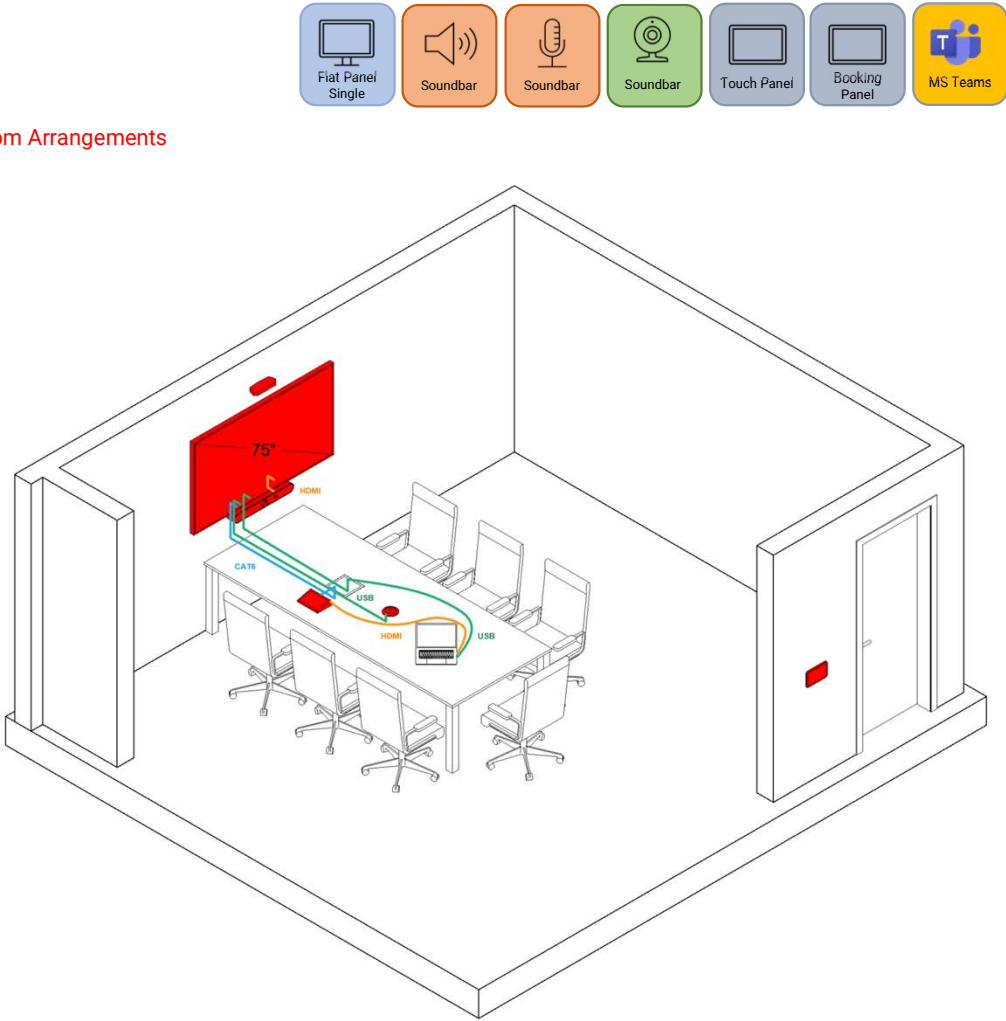 Flat Panel
Single
Soundbar
Soundbar
Soundbar
Touch Panel
Booking
Panel
T
MS Teams
om Arrangements
75"
HDMI
CAT6
USB
HDMI
USB